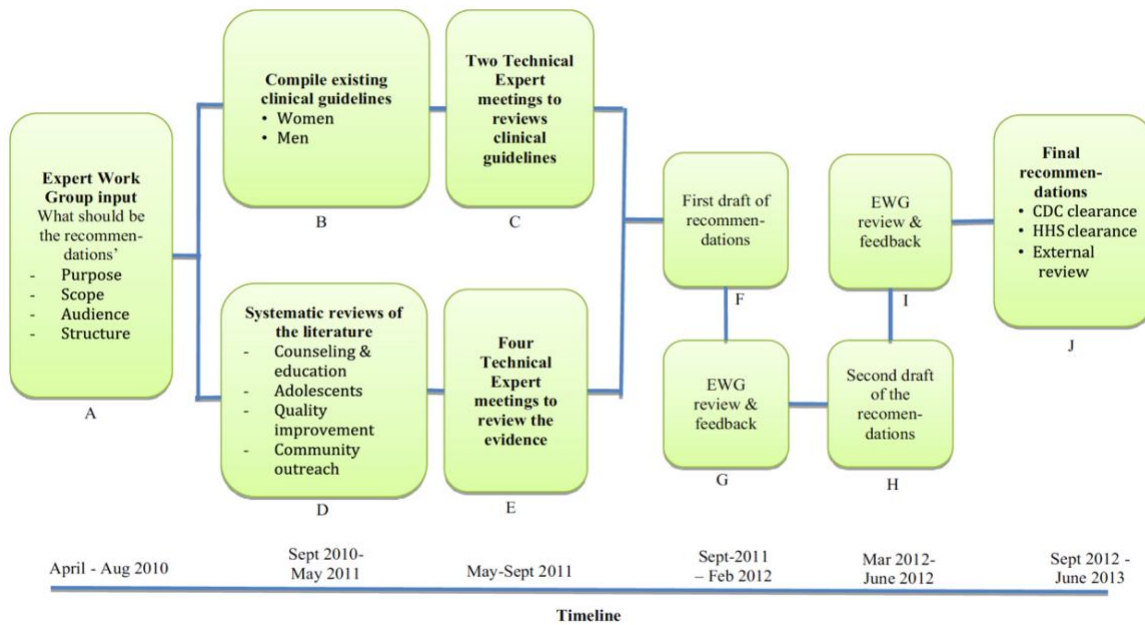 Expert Work
Group input
What should be
the recommen-
dations’
- Purpose
- Scope
- Audience
- Structure
A
Compile existing
clinical guidelines
• Women
• Men
B
Two Technical
Expert
meetings to
reviews
clinical
guidelines
C
Systematic reviews of
the literature
- Counseling &
education
- Adolescents
- Quality
improvement
- Community
outreach
D
Four
Technical
Expert
meetings to
review the
evidence
E
First draft of
recommen-
dations
F
EWG
review &
feedback
G
Second draft
of the
recomen-
dations
H
EWG
review &
feedback
I
Final
recommen-
dations
• CDC clearance
• HHS clearance
• External
review
J
April - Aug 2010
Sept 2010-
May 2011
May-Sept 2011
Sept-2011
– Feb 2012
Mar 2012-
June 2012
Sept 2012 -
June 2013
Timeline